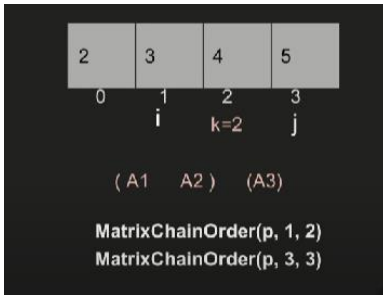 2 3 4 5
0 1 2 3
i k=2 j
( A1 A2 ) (A3)
MatrixChainOrder(p, 1, 2)
MatrixChainOrder(p, 3, 3)